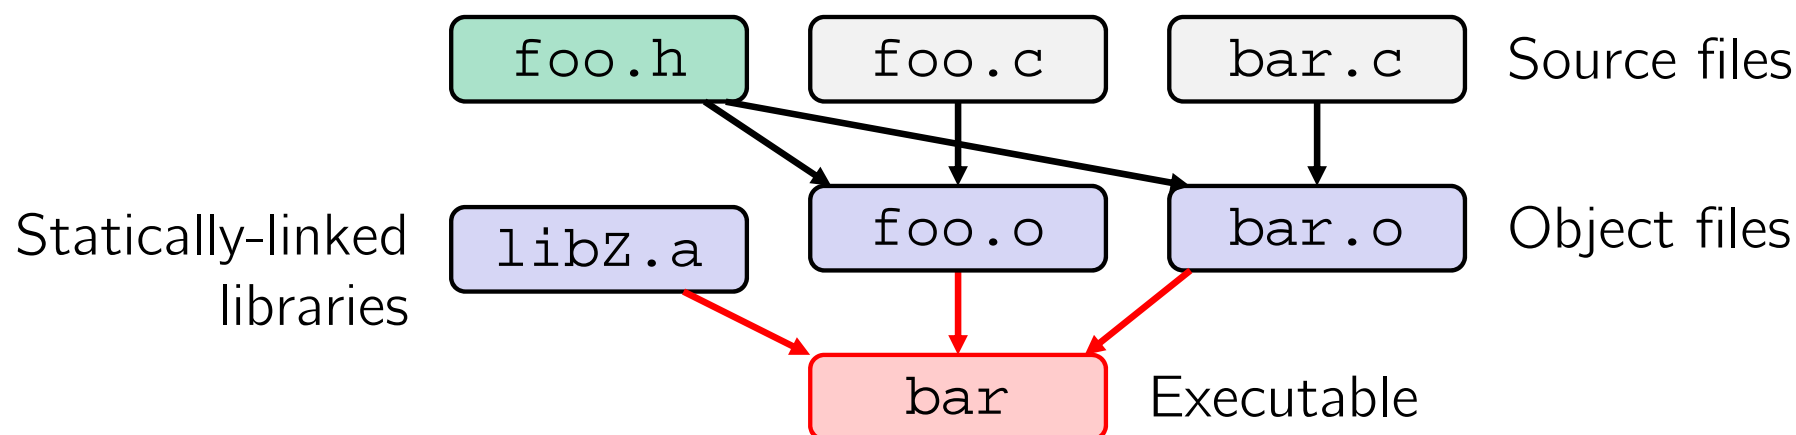 foo.h foo.c bar.c Source files
Statically-linked
libraries
libZ.a foo.o bar.o Object files
bar Executable